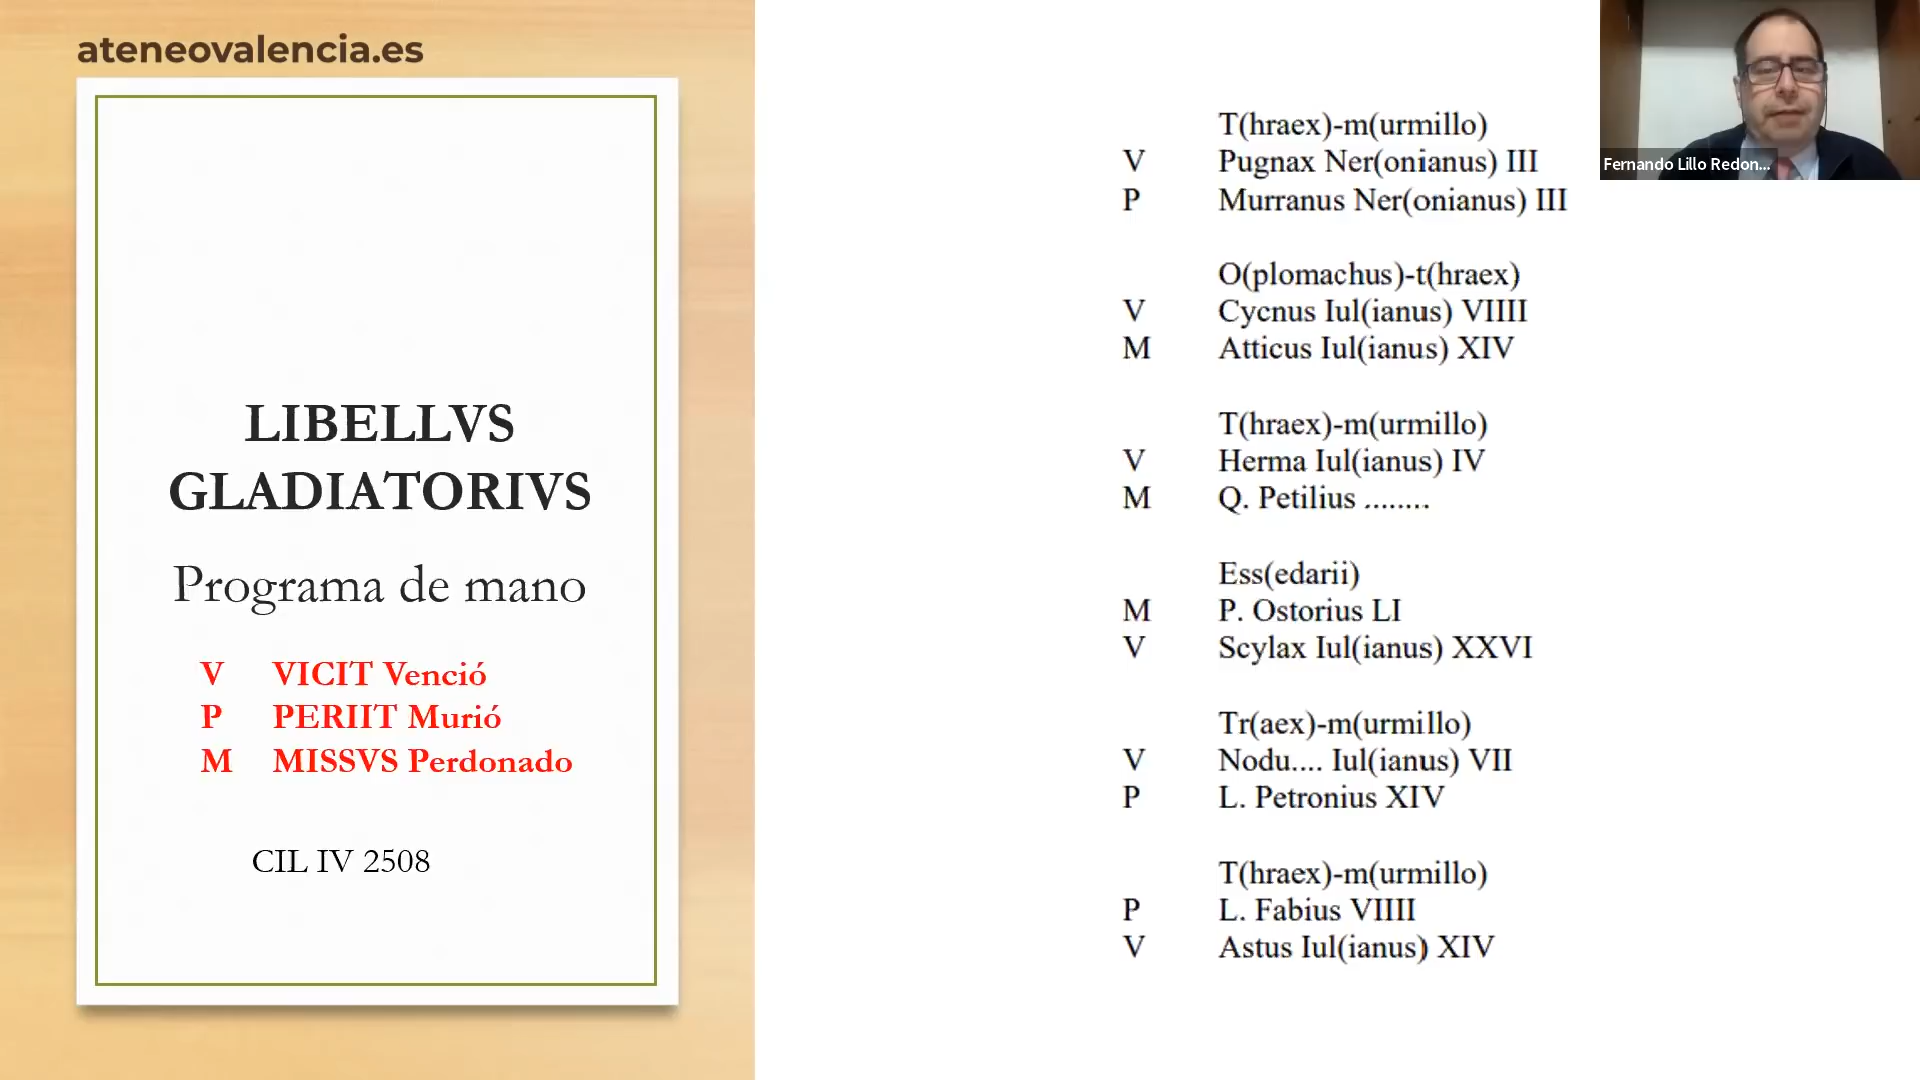 ateneovalencia.es
LIBELLVS
GLADIATORIVS
Programa de mano
V VICIT Venció
P PERIIT Murió
M MISSVS Perdonado
CIL IV 2508
T(hraex)-m(urmillo)
V Pugnax Ner(onianus) III
P Murranus Ner(onianus) III
O(plomachus)-t(hraex)
V Cycnus Iul(ianus) VIIII
M Atticus Iul(ianus) XIV
T(hraex)-m(urmillo)
V Herma Iul(ianus) IV
M Q. Petilius ........
Ess(edarii)
M P. Ostorius LI
V Scylax Iul(ianus) XXVI
Tr(aex)-m(urmillo)
V Nodu.... Iul(ianus) VII
P L. Petronius XIV
T(hraex)-m(urmillo)
P L. Fabius VIIII
V Astus Iul(ianus) XIV
Fernando Lillo Redon...